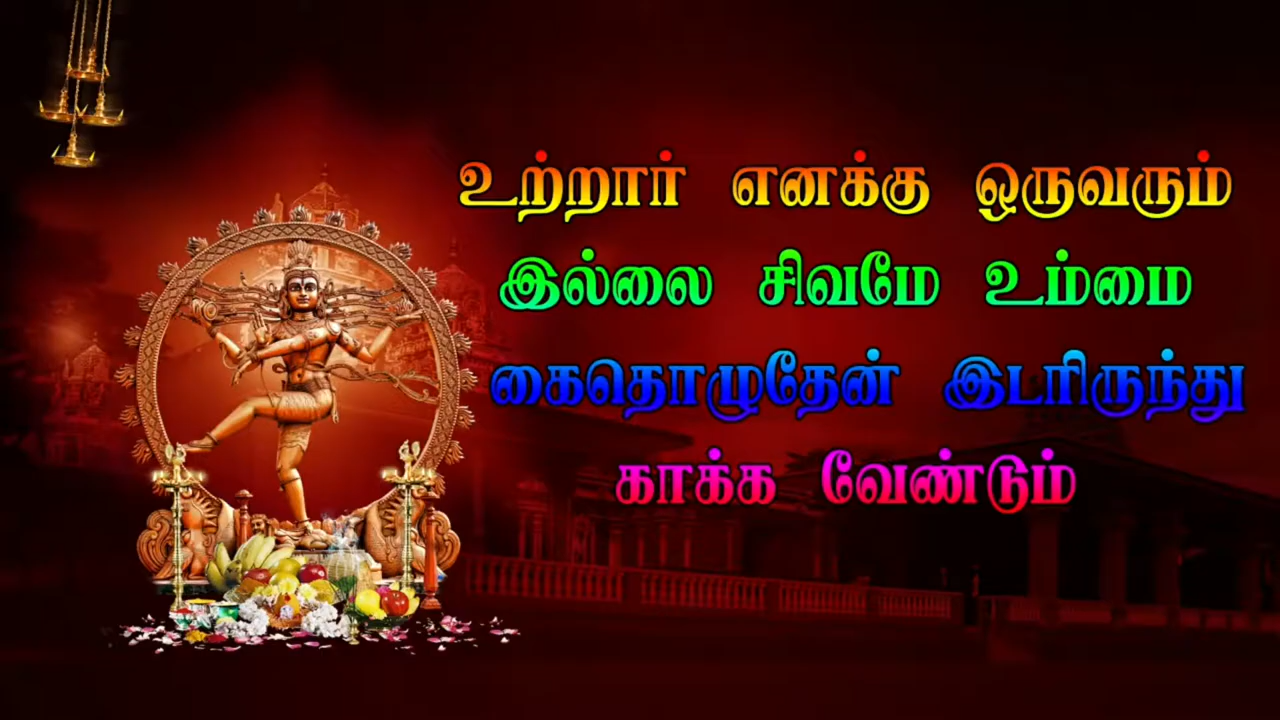 உற்றார் எனக்கு ஒருவரும்
இல்லை சிவமே உம்மை
கைதொழுதேன் இடரிருந்து
காக்க வேண்டும்